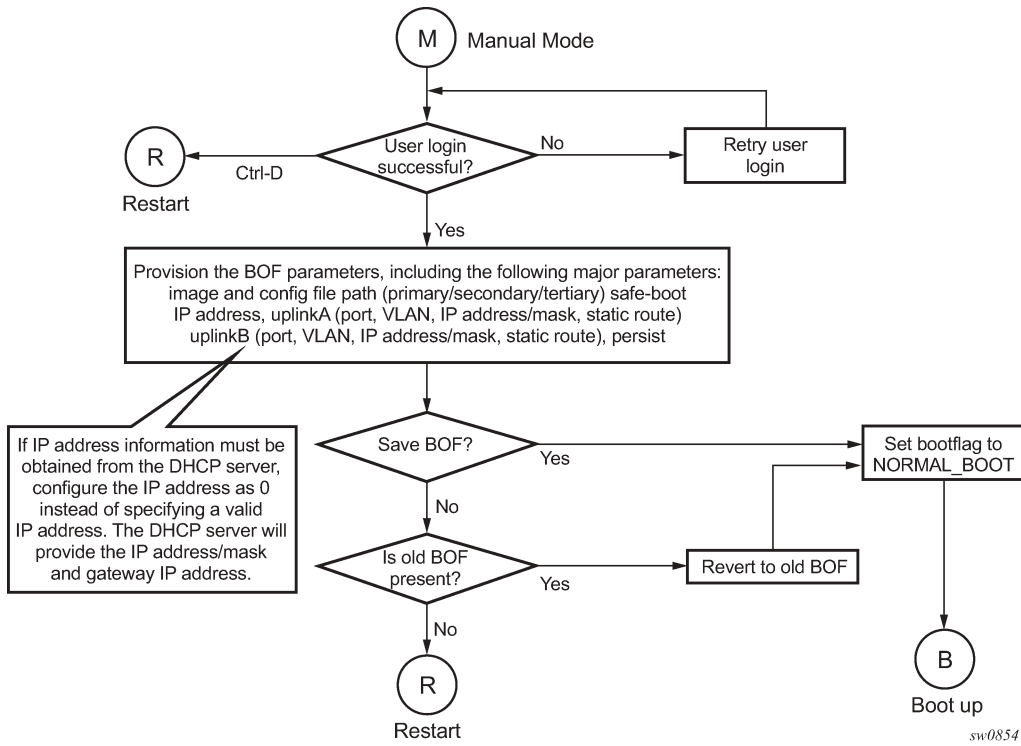 M
Manual Mode
User login
successful?
No
Retry user
login
R
Ctrl-D
Restart
Yes
Provision the BOF parameters, including the following major parameters:
image and config file path (primary/secondary/tertiary) safe-boot
IP address, uplinkA (port, VLAN, IP address/mask, static route)
uplinkB (port, VLAN, IP address/mask, static route), persist
If IP address information must be
obtained from the DHCP server,
configure the IP address as 0
instead of specifying a valid
IP address. The DHCP server will
provide the IP address/mask
and gateway IP address.
Save BOF?
Yes
Set bootflag to
NORMAL_BOOT
No
Is old BOF
present?
Yes
Revert to old BOF
No
R
Restart
B
Boot up
sw0854